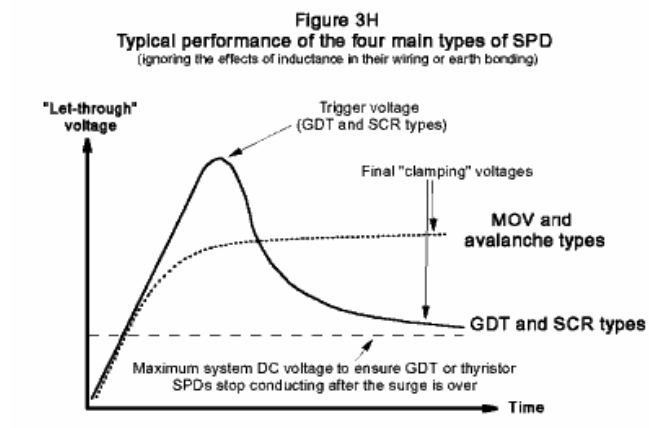 Figure 3H
Typical performance of the four main types of SPD
(ignoring the effects of inductance in their wiring or earth bonding)
"Let-through"
voltage
Trigger voltage
(GDT and SCR types)
Final "clamping" voltages
MOV and
avalanche types
GDT and SCR types
Maximum system DC voltage to ensure GDT or thyristor
SPDs stop conducting after the surge is over
Time